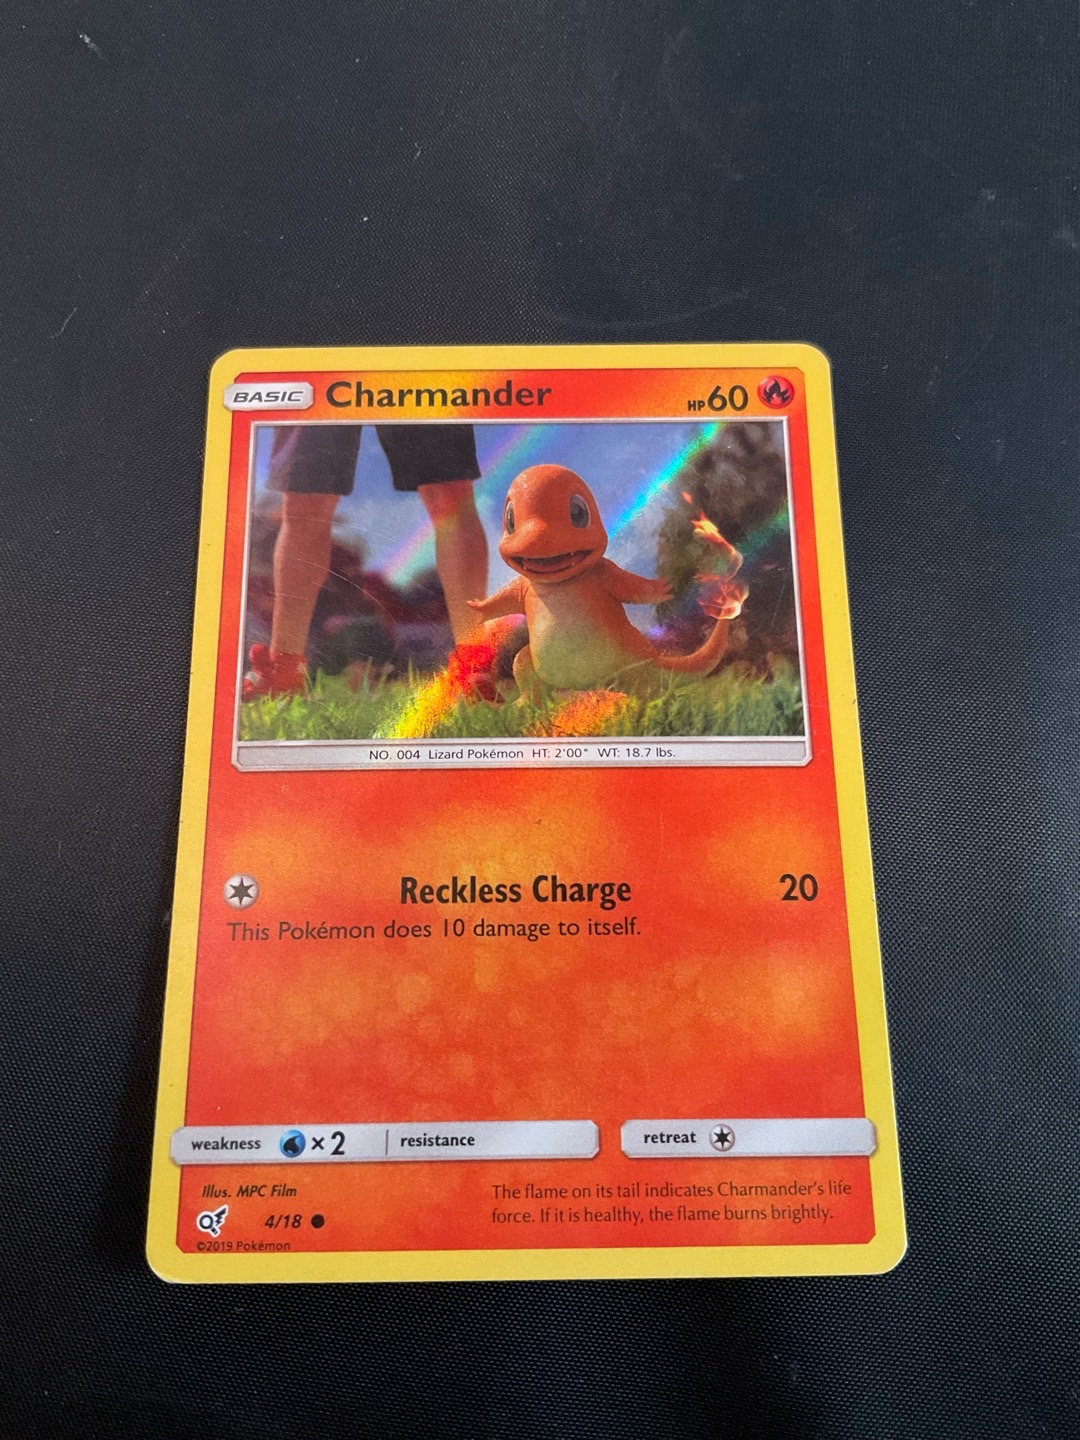 BASIC Charmander HP60
NO. 004 Lizard Pokémon HT: 2'00" WT: 18.7 lbs.
Reckless Charge 20
This Pokémon does 10 damage to itself.
weakness ×2 resistance retreat
Illus. MPC Film
4/18
©2019 Pokémon
The flame on its tail indicates Charmander's life
force. If it is healthy, the flame burns brightly.